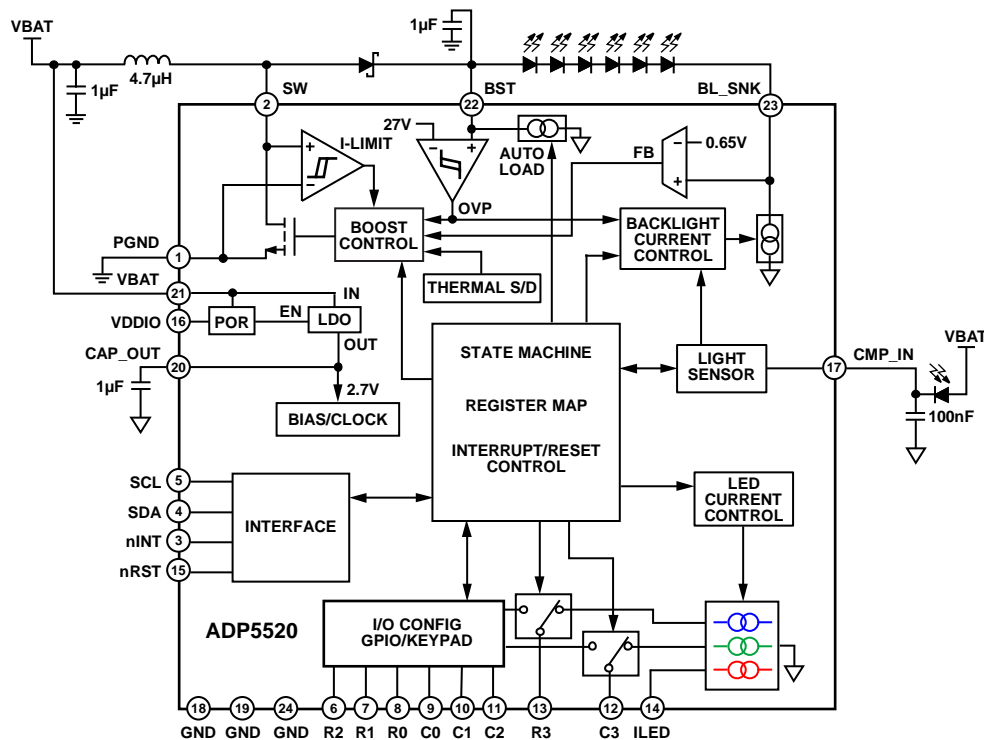 VBAT
1µF
4.7µH
1µF
SW
BST
BL_SNK
2
22
23
27V
–
+
I-LIMIT
+
–
AUTO
LOAD
FB
–
0.65V
+
OVP
BOOST
CONTROL
BACKLIGHT
CURRENT
CONTROL
PGND
1
THERMAL S/D
VBAT
21
IN
VDDIO
16
POR
EN
LDO
OUT
CAP_OUT
20
1µF
2.7V
BIAS/CLOCK
STATE MACHINE
REGISTER MAP
INTERRUPT/RESET
CONTROL
LIGHT
SENSOR
17
CMP_IN
VBAT
100nF
SCL
5
SDA
4
nINT
3
nRST
15
INTERFACE
LED
CURRENT
CONTROL
ADP5520
I/O CONFIG
GPIO/KEYPAD
18
19
24
6
7
8
9
10
11
13
12
14
GND
GND
GND
R2
R1
R0
C0
C1
C2
R3
C3
ILED